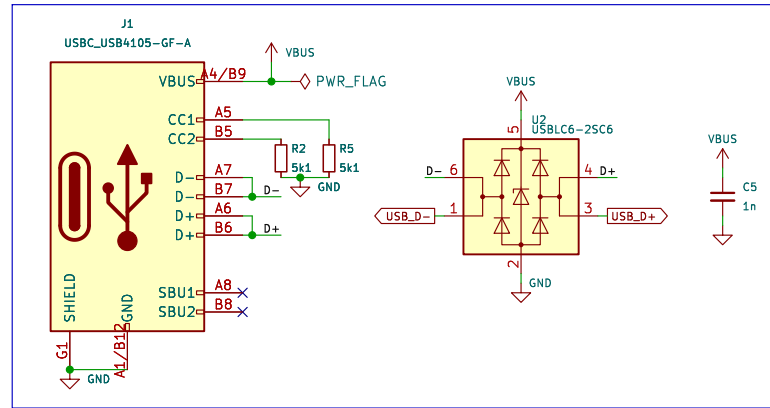 J1
USBC_USB4105-GF-A
VBUS
A4/B9
VBUS
PWR_FLAG
CC1
A5
CC2
B5
R2
5k1
R5
5k1
GND
D-
A7
D-
B7
D-
D+
A6
D+
B6
D+
SBU1
A8
SBU2
B8
SHIELD
GND
G1
A1/B12
GND
VBUS
U2
USBLC6-2SC6
5
D-
6
4
D+
USB_D-
1
3
USB_D+
2
GND
VBUS
C5
1n